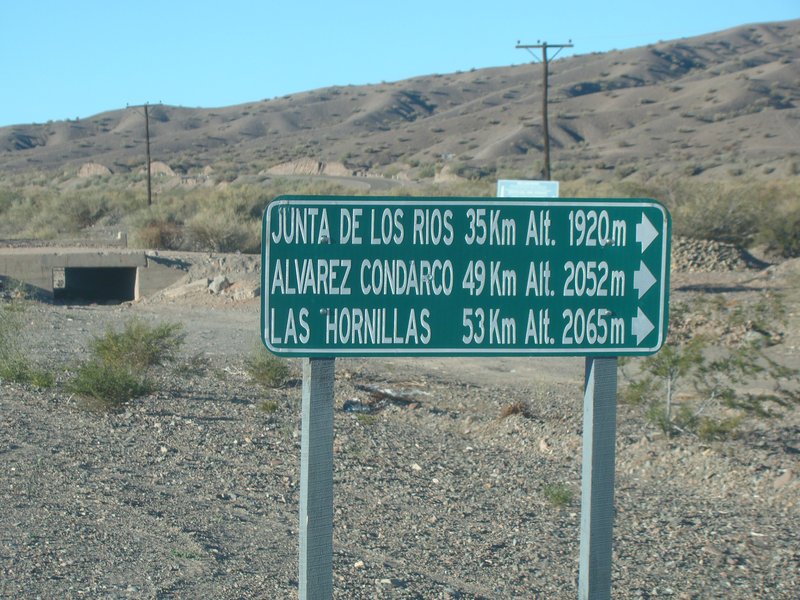 JUNTA DE LOS RIOS 35Km Alt. 1920m
ALVAREZ CONDARCO 49Km Alt. 2052m
LAS HORNILLAS 53Km Alt. 2065m